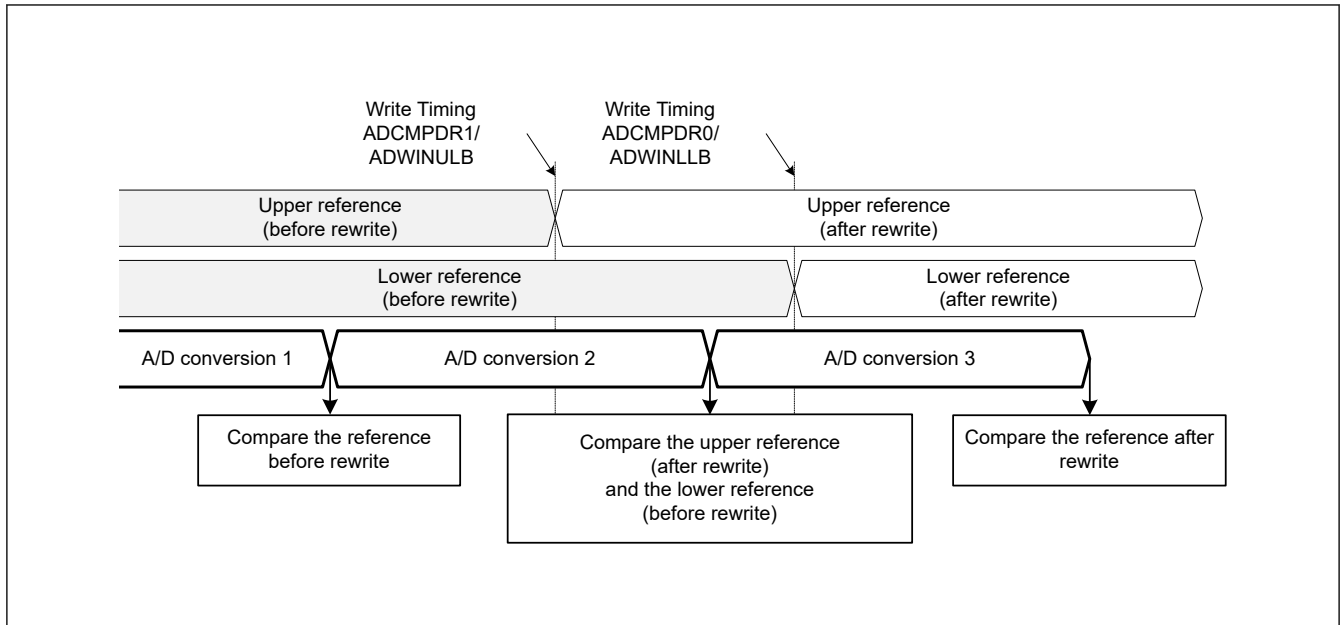 Write Timing
ADCMPDR1/
ADWINULB
Write Timing
ADCMPDR0/
ADWINLLB
Upper reference
(before rewrite)
Upper reference
(after rewrite)
Lower reference
(before rewrite)
Lower reference
(after rewrite)
A/D conversion 1
A/D conversion 2
A/D conversion 3
Compare the reference
before rewrite
Compare the upper reference
(after rewrite)
and the lower reference
(before rewrite)
Compare the reference after
rewrite